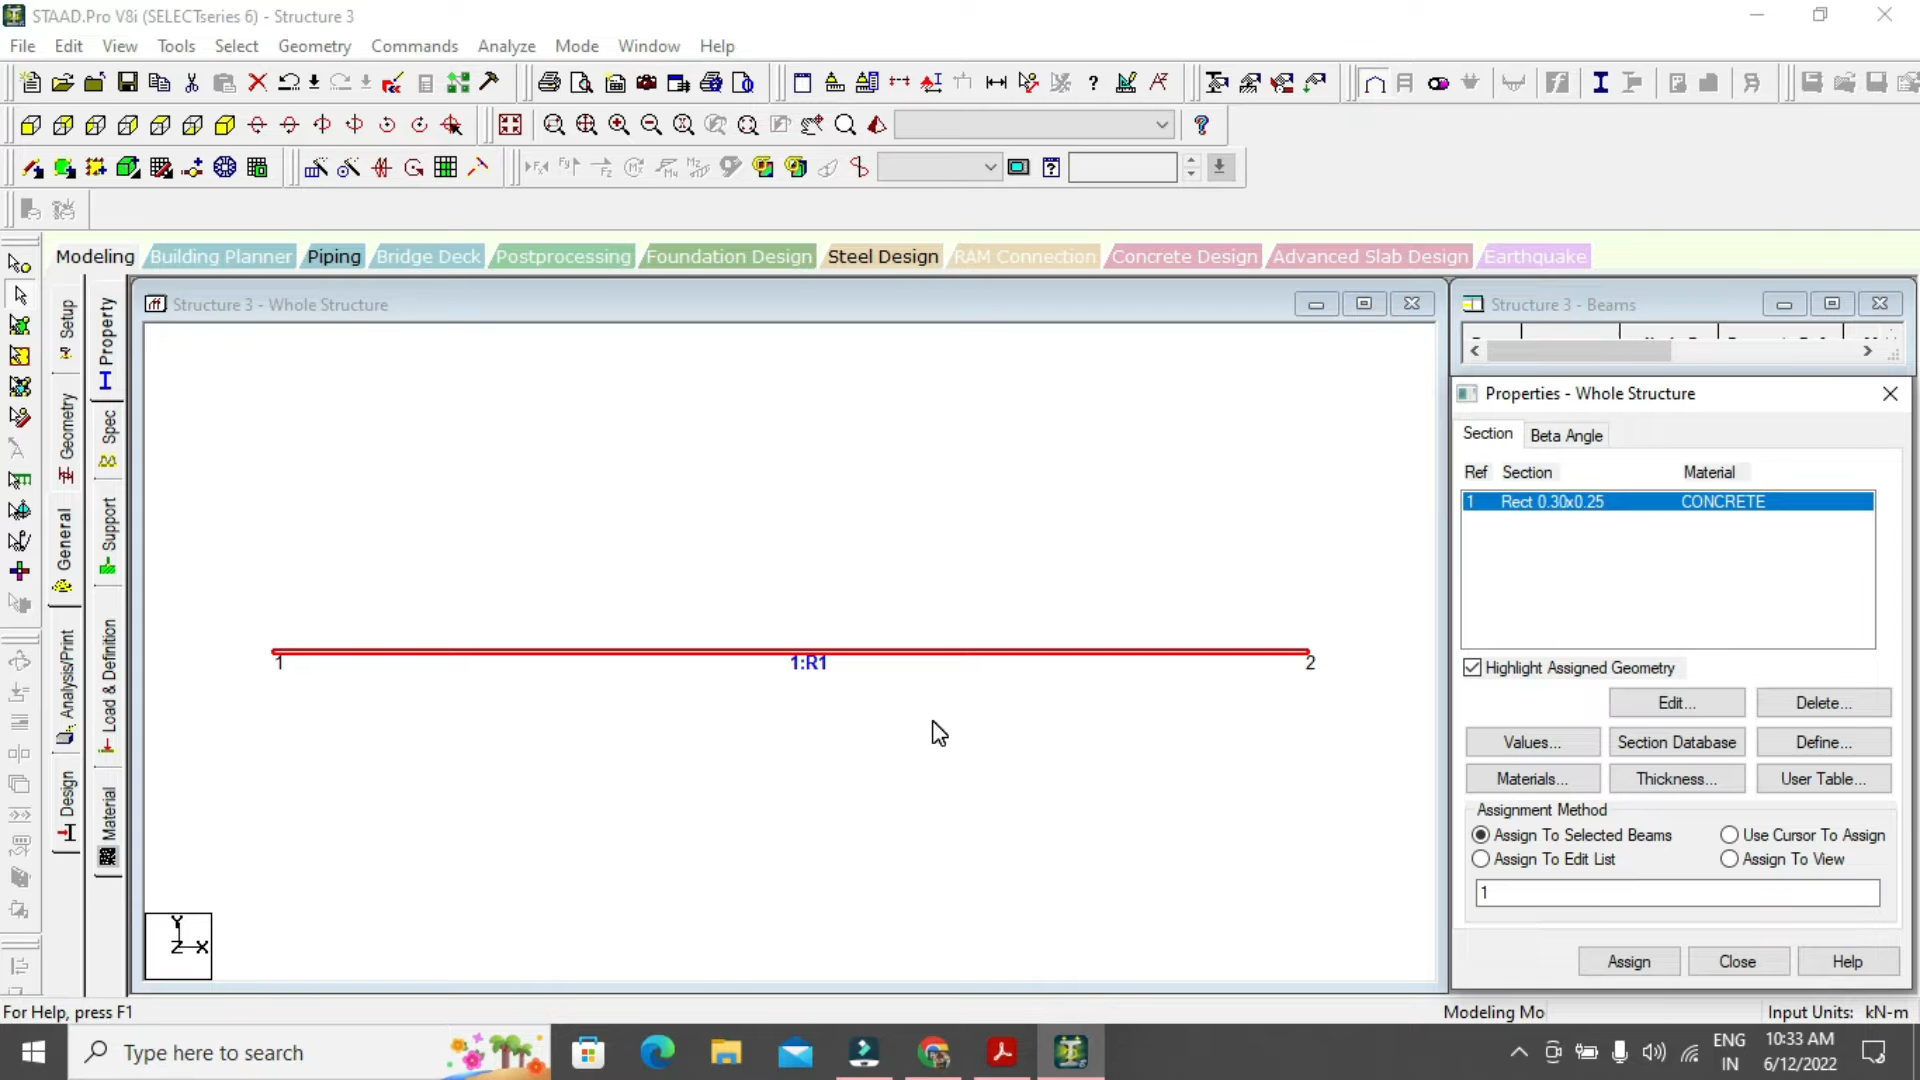 STAAD.Pro V8i (SELECTseries 6) - Structure 3
File Edit View Tools Select Geometry Commands Analyze Mode Window Help
Modeling Building Planner Piping Bridge Deck Postprocessing Foundation Design Steel Design RAM Connection Concrete Design Advanced Slab Design Earthquake
Setup
Geometry
General
Analysis/Print
Design
Property
Spec
Support
Load & Definition
Material
Structure 3 - Whole Structure
1
1:R1
2
Y
Z X
Structure 3 - Beams
Properties - Whole Structure
Section Beta Angle
Ref Section Material
1 Rect 0.30x0.25 CONCRETE
Highlight Assigned Geometry
Edit... Delete...
Values... Section Database Define...
Materials... Thickness... User Table...
Assignment Method
Assign To Selected Beams Use Cursor To Assign
Assign To Edit List Assign To View
1
Assign Close Help
For Help, press F1
Modeling Mo
Input Units: kN-m
Type here to search
ENG
IN
10:33 AM
6/12/2022